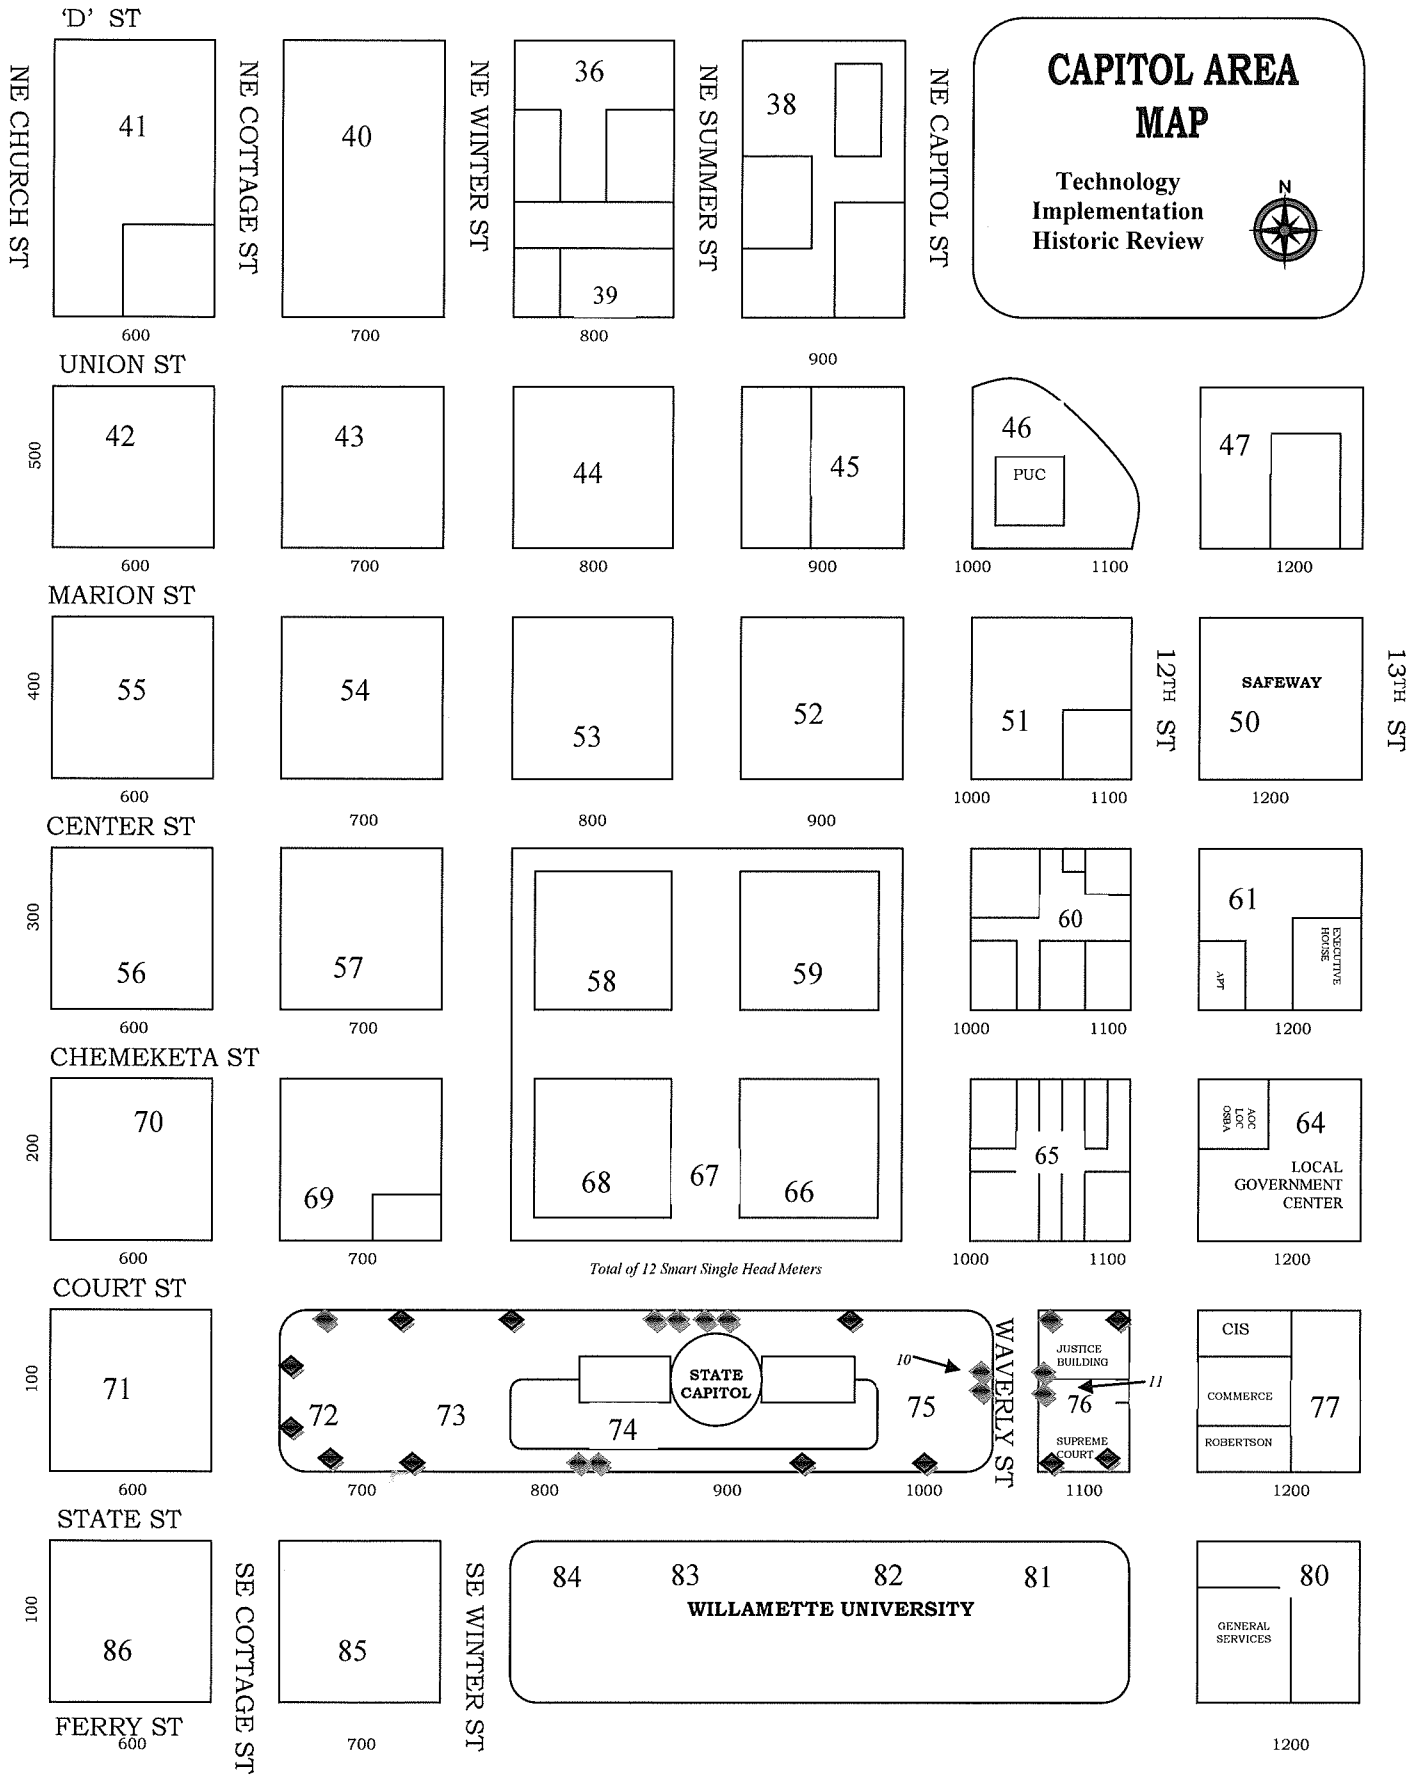 'D' ST
NE CHURCH ST
NE COTTAGE ST
NE WINTER ST
NE SUMMER ST
NE CAPITOL ST
CAPITOL AREA
MAP
Technology
Implementation
Historic Review
N
41
40
36
38
39
600
700
800
900
UNION ST
500
42
43
44
45
46
PUC
47
600
700
800
900
1000
1100
1200
MARION ST
400
55
54
53
52
51
12TH ST
SAFEWAY
50
13TH ST
600
700
800
900
1000
1100
1200
CENTER ST
300
56
57
58
59
60
61
EXECUTIVE
HOUSE
APT
600
700
1000
1100
1200
CHEMEKETA ST
200
70
69
68
67
66
65
AOC
LOC
OSBA
64
LOCAL
GOVERNMENT
CENTER
600
700
1000
1100
1200
Total of 12 Smart Single Head Meters
COURT ST
100
71
72
73
74
STATE
CAPITOL
75
10
WAVERLY ST
JUSTICE
BUILDING
11
76
SUPREME
COURT
CIS
COMMERCE
ROBERTSON
77
600
700
800
900
1000
1100
1200
STATE ST
100
86
SE COTTAGE ST
85
SE WINTER ST
84
83
82
81
WILLAMETTE UNIVERSITY
80
GENERAL
SERVICES
FERRY ST
600
700
1200